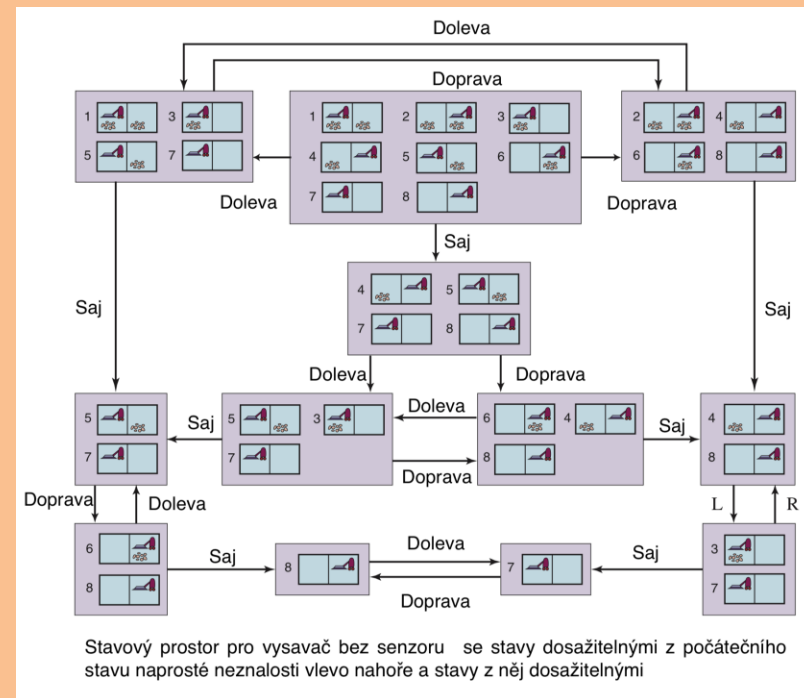 Doleva
Doprava
1 3
5 7
1 2 3
4 5 6
7 8
2 4
6 8
Doleva
Doprava
Saj
4 5
7 8
Saj
Saj
Doleva
Doprava
5
7
5 3
7
6 4
8
4
8
Saj
Doleva
Doprava
Saj
Doprava
Doleva
L
R
6
8
Saj
8
Doleva
Doprava
7
Saj
3
7
Stavový prostor pro vysavač bez senzoru se stavy dosažitelnými z počátečního
stavu naprosté neznalosti vlevo nahoře a stavy z něj dosažitelnými